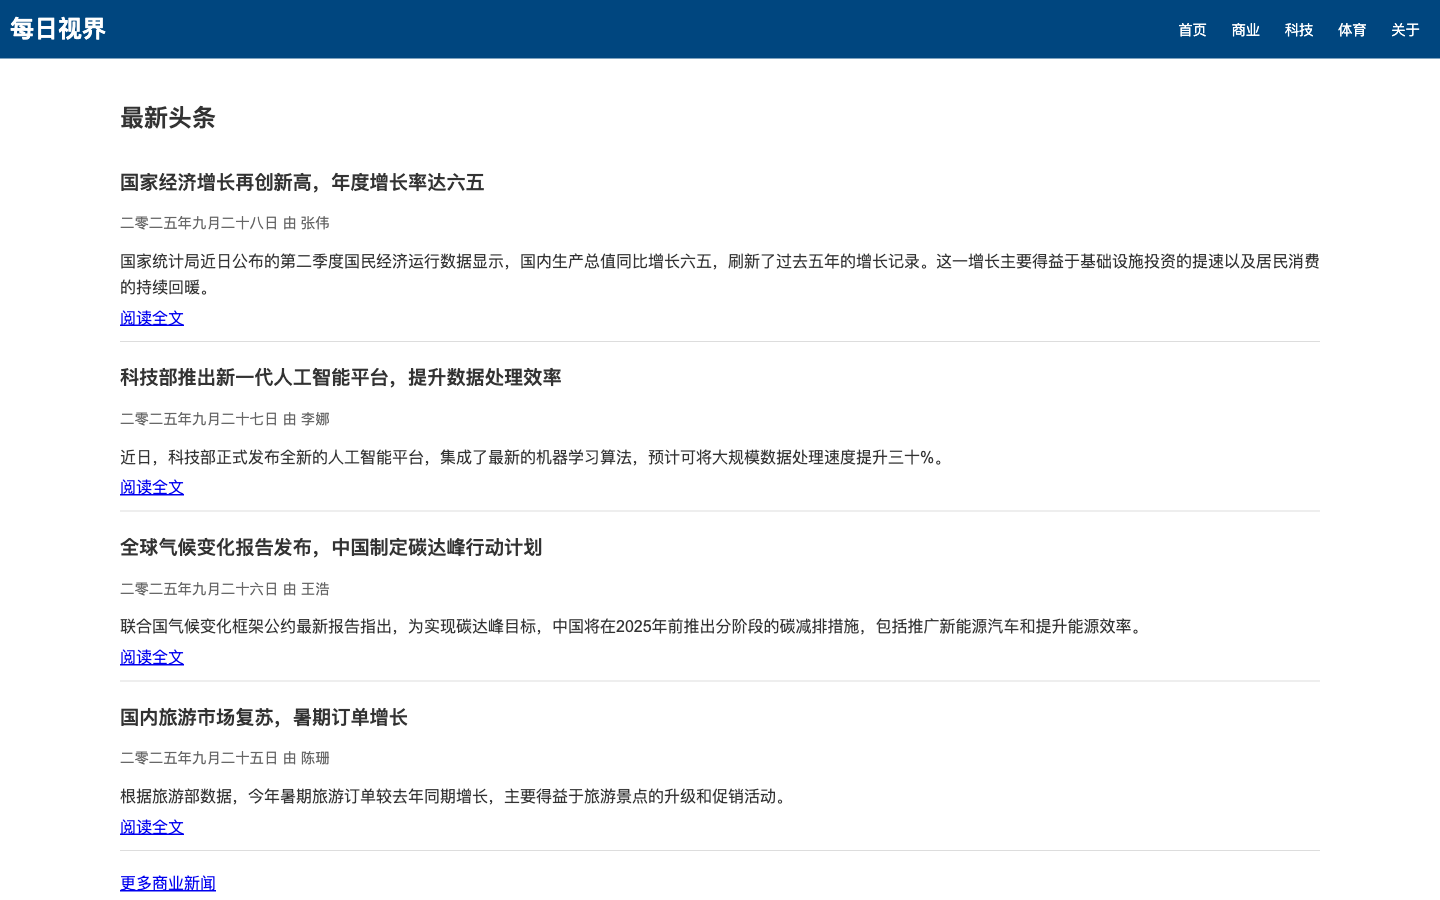 每日视界
首页 商业 科技 体育 关于
最新头条
国家经济增长再创新高，年度增长率达六五
二零二五年九月二十八日 由 张伟
国家统计局近日公布的第二季度国民经济运行数据显示，国内生产总值同比增长六五，刷新了过去五年的增长记录。这一增长主要得益于基础设施投资的提速以及居民消费
的持续回暖。
阅读全文
科技部推出新一代人工智能平台，提升数据处理效率
二零二五年九月二十七日 由 李娜
近日，科技部正式发布全新的人工智能平台，集成了最新的机器学习算法，预计可将大规模数据处理速度提升三十%。
阅读全文
全球气候变化报告发布，中国制定碳达峰行动计划
二零二五年九月二十六日 由 王浩
联合国气候变化框架公约最新报告指出，为实现碳达峰目标，中国将在2025年前推出分阶段的碳减排措施，包括推广新能源汽车和提升能源效率。
阅读全文
国内旅游市场复苏，暑期订单增长
二零二五年九月二十五日 由 陈珊
根据旅游部数据，今年暑期旅游订单较去年同期增长，主要得益于旅游景点的升级和促销活动。
阅读全文
更多商业新闻